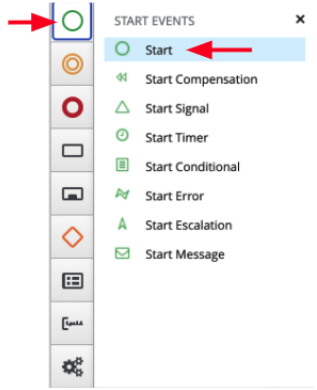 START EVENTS
Start
Start Compensation
Start Signal
Start Timer
Start Conditional
Start Error
Start Escalation
Start Message